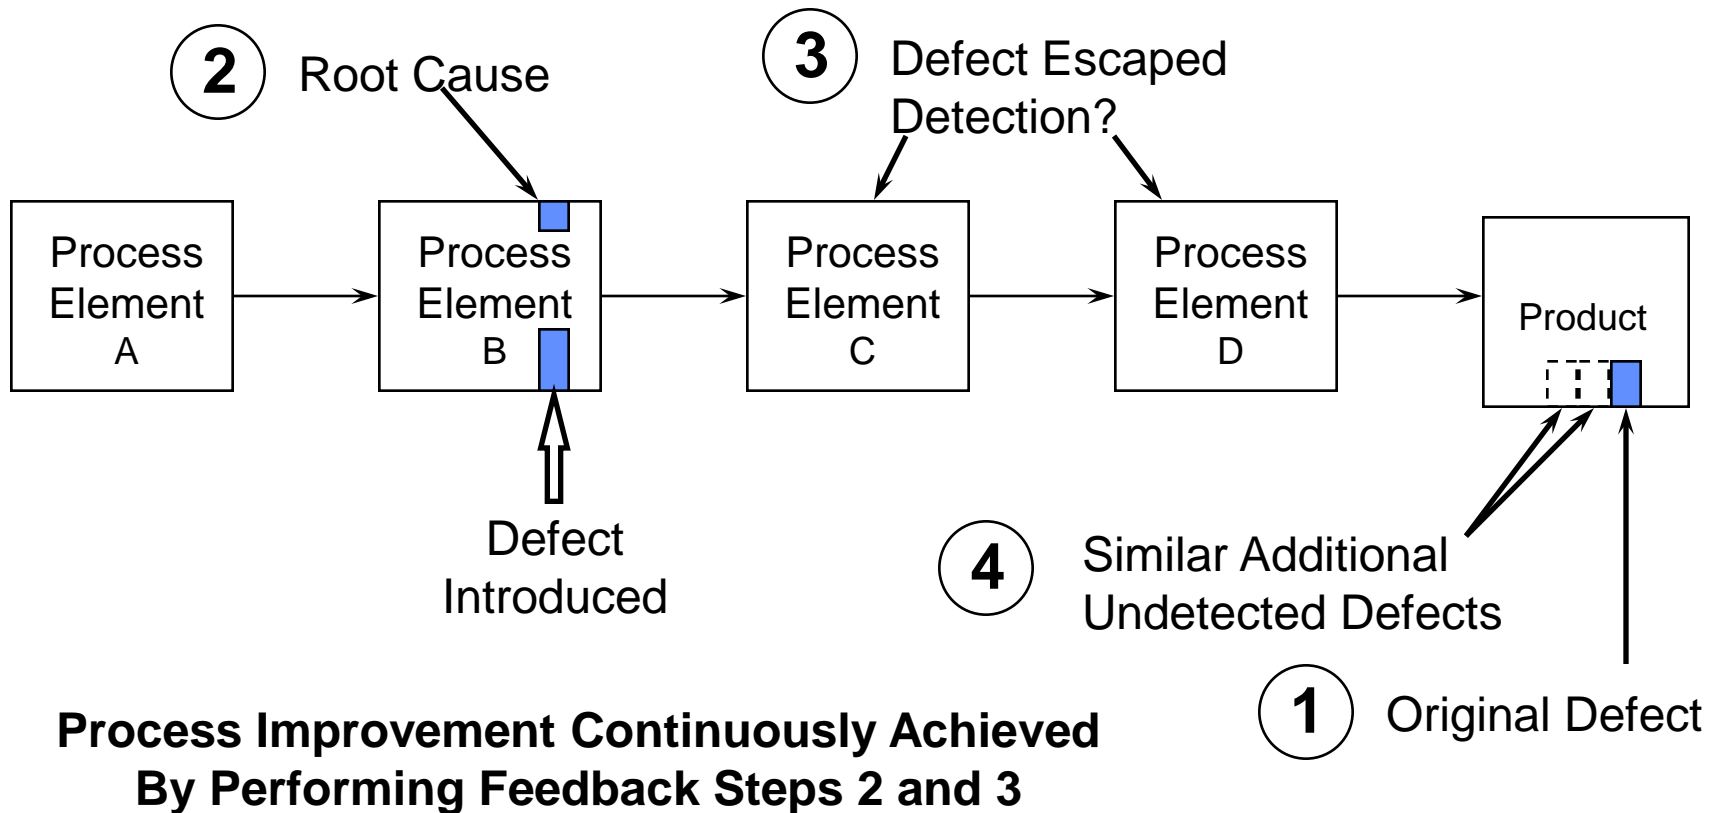 2 Root Cause
3 Defect Escaped
Detection?
Process
Element
A
Process
Element
B
Process
Element
C
Process
Element
D
Product
Defect
Introduced
4 Similar Additional
Undetected Defects
1 Original Defect
Process Improvement Continuously Achieved
By Performing Feedback Steps 2 and 3